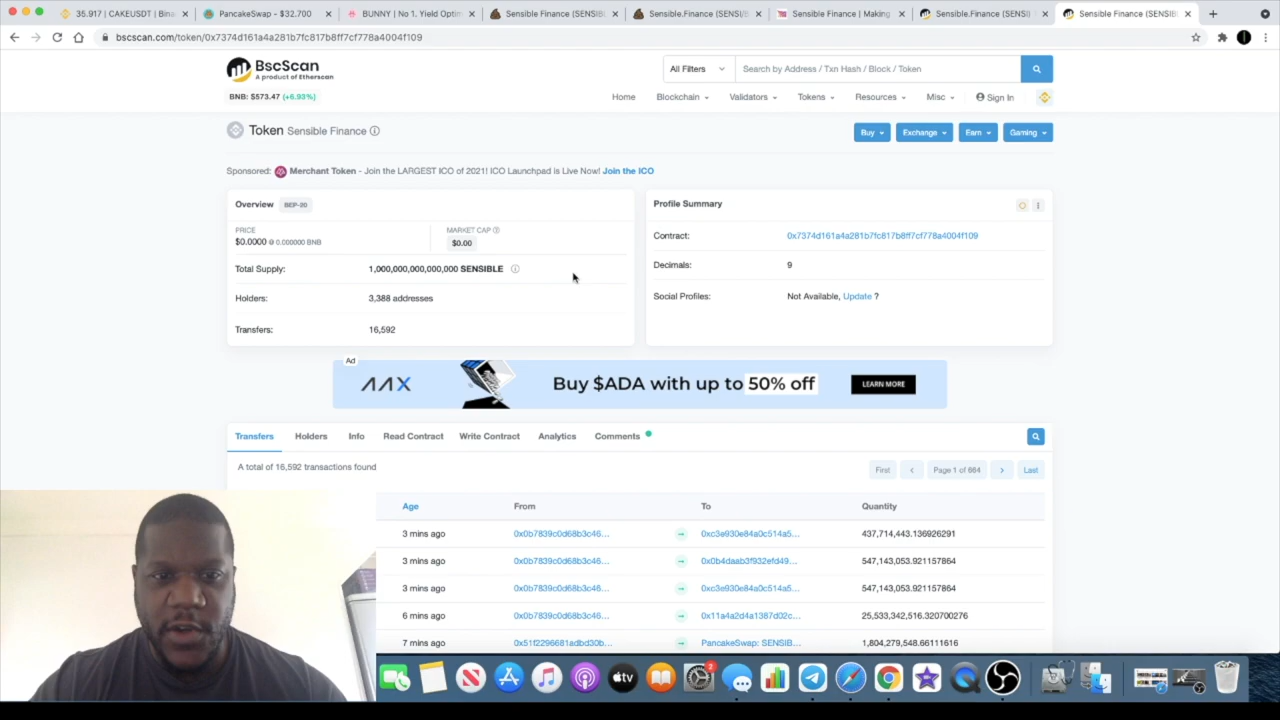 35.917 | CAKEUSDT | Bina
PancakeSwap - $32.700
BUNNY | No 1. Yield Optim
Sensible Finance (SENSIBL
Sensible.Finance (SENS)/B
Sensible Finance | Making
Sensible.Finance (SENSI)
Sensible Finance (SENSIB
bscscan.com/token/0x7374d161a4a281b7fc817b8ff7cf778a4004f109
BscScan
A product of Etherscan
All Filters
Search by Address / Txn Hash / Block / Token
BNB: $573.47 (+6.93%)
Home
Blockchain
Validators
Tokens
Resources
Misc
Sign In
Token Sensible Finance
Buy
Exchange
Earn
Gaming
Sponsored: Merchant Token - Join the LARGEST ICO of 2021! ICO Launchpad is Live Now! Join the ICO
Overview BEP-20
PRICE
$0.0000 @ 0.000000 BNB
MARKET CAP
$0.00
Total Supply: 1,000,000,000,000,000 SENSIBLE
Holders: 3,388 addresses
Transfers: 16,592
Profile Summary
Contract: 0x7374d161a4a281b7fc817b8ff7cf778a4004f109
Decimals: 9
Social Profiles: Not Available, Update ?
Ad
AAX
Buy $ADA with up to 50% off
LEARN MORE
Transfers
Holders
Info
Read Contract
Write Contract
Analytics
Comments
A total of 16,592 transactions found
First
Page 1 of 664
Last
Age From To Quantity
3 mins ago 0x0b7839c0d68b3c46... 0xc3e930e84a0c514a5... 437,714,443.136926291
3 mins ago 0x0b7839c0d68b3c46... 0x0b4daab3f932efd49... 547,143,053.921157864
3 mins ago 0x0b7839c0d68b3c46... 0xc3e930e84a0c514a5... 547,143,053.921157864
6 mins ago 0x0b7839c0d68b3c46... 0x11a4a2d4a1387d02c... 25,533,342,516.320700276
7 mins ago 0x51f2296681adbd30b... PancakeSwap: SENSIB... 1,804,279,548.66111616
tv
2